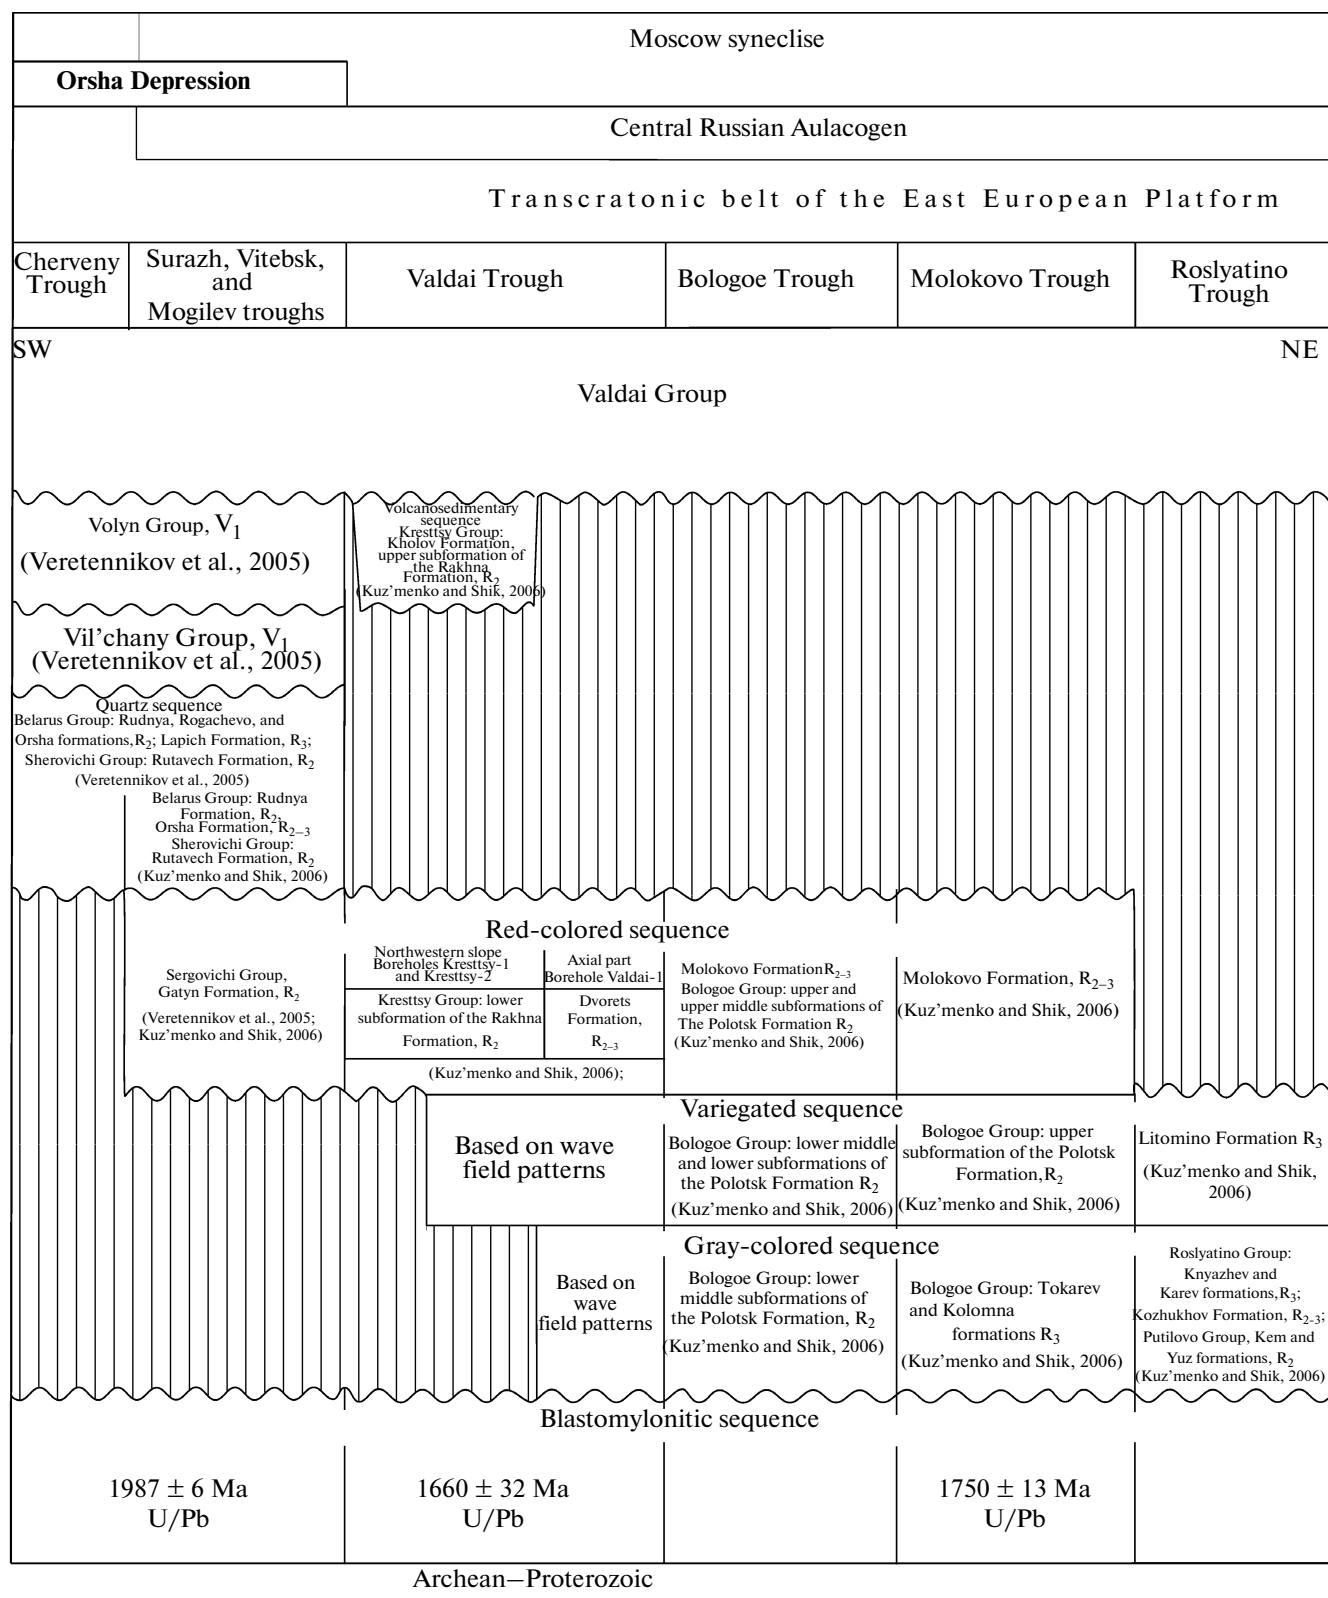 Moscow syneclise
Orsha Depression
Central Russian Aulacogen
Transcratonic belt of the East European Platform
Cherveny
Trough
Surazh, Vitebsk,
and
Mogilev troughs
Valdai Trough
Bologoe Trough
Molokovo Trough
Roslyatino
Trough
SW
NE
Valdai Group
Volyn Group, V1
(Veretennikov et al., 2005)
Volcanosedimentary
sequence
Kresttsy Group:
Kholov Formation,
upper subformation of
the Rakhna
Formation, R2
(Kuz'menko and Shik, 2006)
Vil’chany Group, V1
(Veretennikov et al., 2005)
Quartz sequence
Belarus Group: Rudnya, Rogachevo, and
Orsha formations,R2; Lapich Formation, R3;
Sherovichi Group: Rutavech Formation, R2
(Veretennikov et al., 2005)
Belarus Group: Rudnya
Formation, R2,
Orsha Formation, R2–3
Sherovichi Group:
Rutavech Formation, R2
(Kuz'menko and Shik, 2006)
Red-colored sequence
Sergovichi Group,
Gatyn Formation, R2
(Veretennikov et al., 2005;
Kuz'menko and Shik, 2006)
Northwestern slope
Boreholes Kresttsy-1
and Kresttsy-2
Axial part
Borehole Valdai-1
Kresttsy Group: lower
subformation of the Rakhna
Formation, R2
Dvorets
Formation,
R2–3
(Kuz'menko and Shik, 2006);
Molokovo FormationR2–3
Bologoe Group: upper and
upper middle subformations of
The Polotsk Formation R2
(Kuz'menko and Shik, 2006)
Molokovo Formation, R2–3
(Kuz'menko and Shik, 2006)
Variegated sequence
Based on wave
field patterns
Bologoe Group: lower middle
and lower subformations of
the Polotsk Formation R2
(Kuz'menko and Shik, 2006)
Bologoe Group: upper
subformation of the Polotsk
Formation,R2
(Kuz'menko and Shik, 2006)
Litomino Formation R3
(Kuz'menko and Shik,
2006)
Gray-colored sequence
Based on
wave
field patterns
Bologoe Group: lower
middle subformations of
the Polotsk Formation, R2
(Kuz'menko and Shik, 2006)
Bologoe Group: Tokarev
and Kolomna
formations R3
(Kuz'menko and Shik, 2006)
Roslyatino Group:
Knyazhev and
Karev formations,R3;
Kozhukhov Formation, R2-3;
Putilovo Group, Kem and
Yuz formations, R2
(Kuz'menko and Shik, 2006)
Blastomylonitic sequence
1987 ± 6 Ma
U/Pb
1660 ± 32 Ma
U/Pb
1750 ± 13 Ma
U/Pb
Archean–Proterozoic